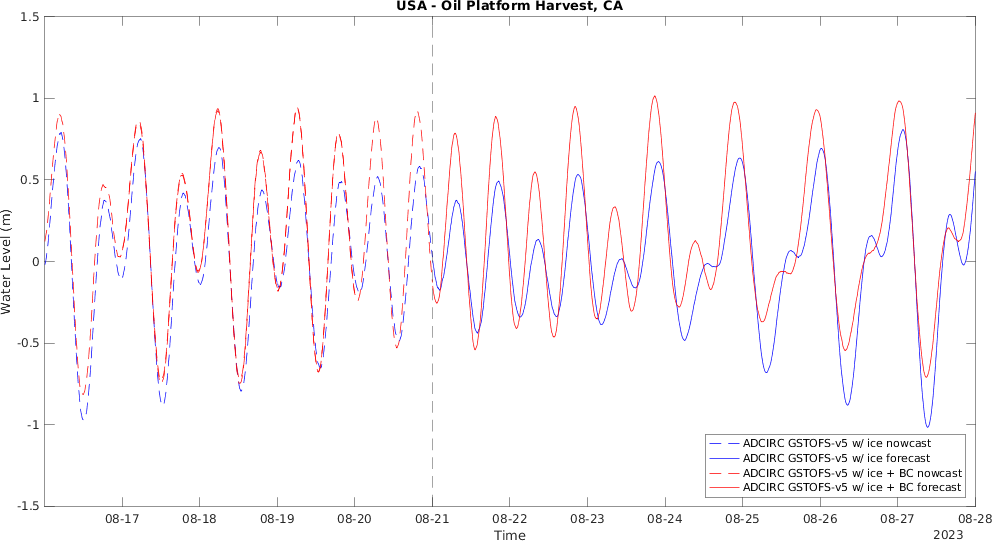 USA - Oil Platform Harvest, CA
1.5
1
0.5
0
-0.5
-1
-1.5
Water Level (m)
ADCIRC GSTOFS-v5 w/ ice nowcast
ADCIRC GSTOFS-v5 w/ ice forecast
ADCIRC GSTOFS-v5 w/ ice + BC nowcast
ADCIRC GSTOFS-v5 w/ ice + BC forecast
08-17 08-18 08-19 08-20 08-21 08-22 08-23 08-24 08-25 08-26 08-27 08-28
Time
2023